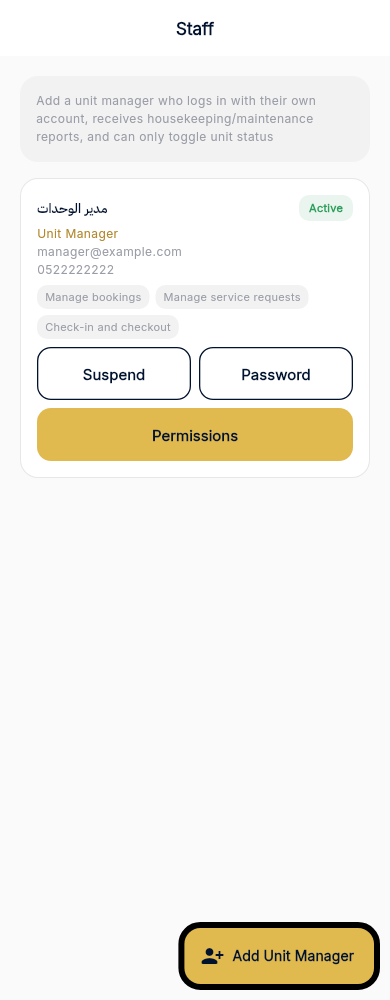 Staff
Add a unit manager who logs in with their own
account, receives housekeeping/maintenance
reports, and can only toggle unit status
مدير الوحدات
Active
Unit Manager
manager@example.com
0522222222
Manage bookings
Manage service requests
Check-in and checkout
Suspend
Password
Permissions
Add Unit Manager